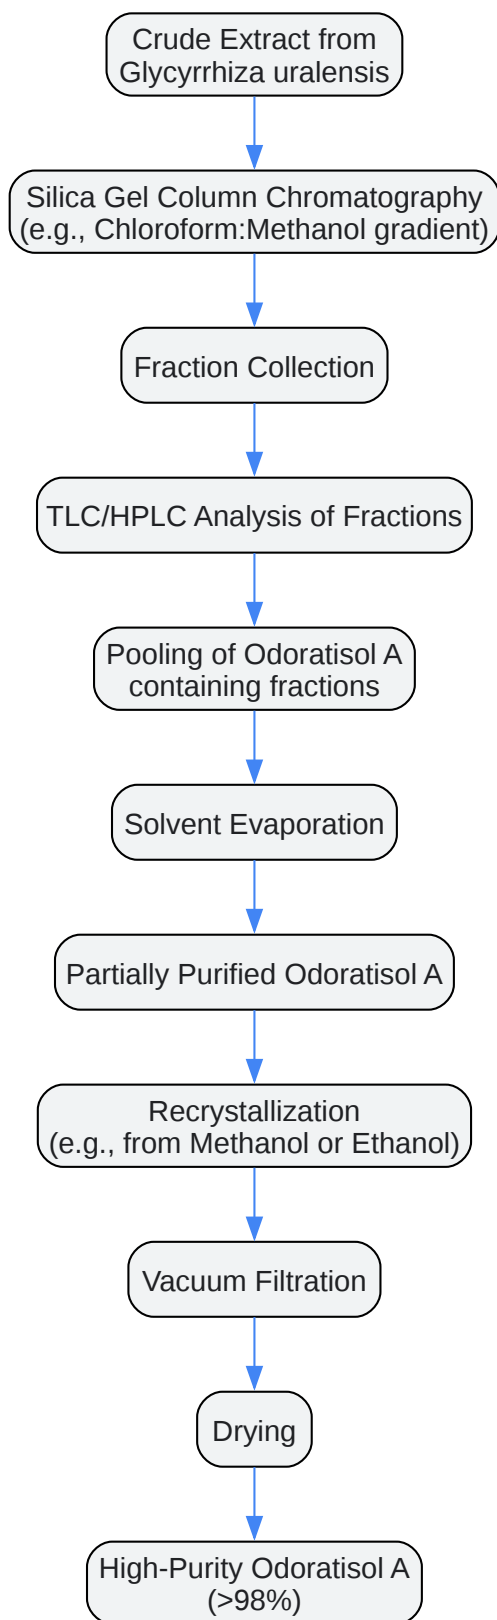 Crude Extract from
Glycyrrhiza uralensis
Silica Gel Column Chromatography
(e.g., Chloroform:Methanol gradient)
Fraction Collection
TLC/HPLC Analysis of Fractions
Pooling of Odoratisol A
containing fractions
Solvent Evaporation
Partially Purified Odoratisol A
Recrystallization
(e.g., from Methanol or Ethanol)
Vacuum Filtration
Drying
High-Purity Odoratisol A
(>98%)